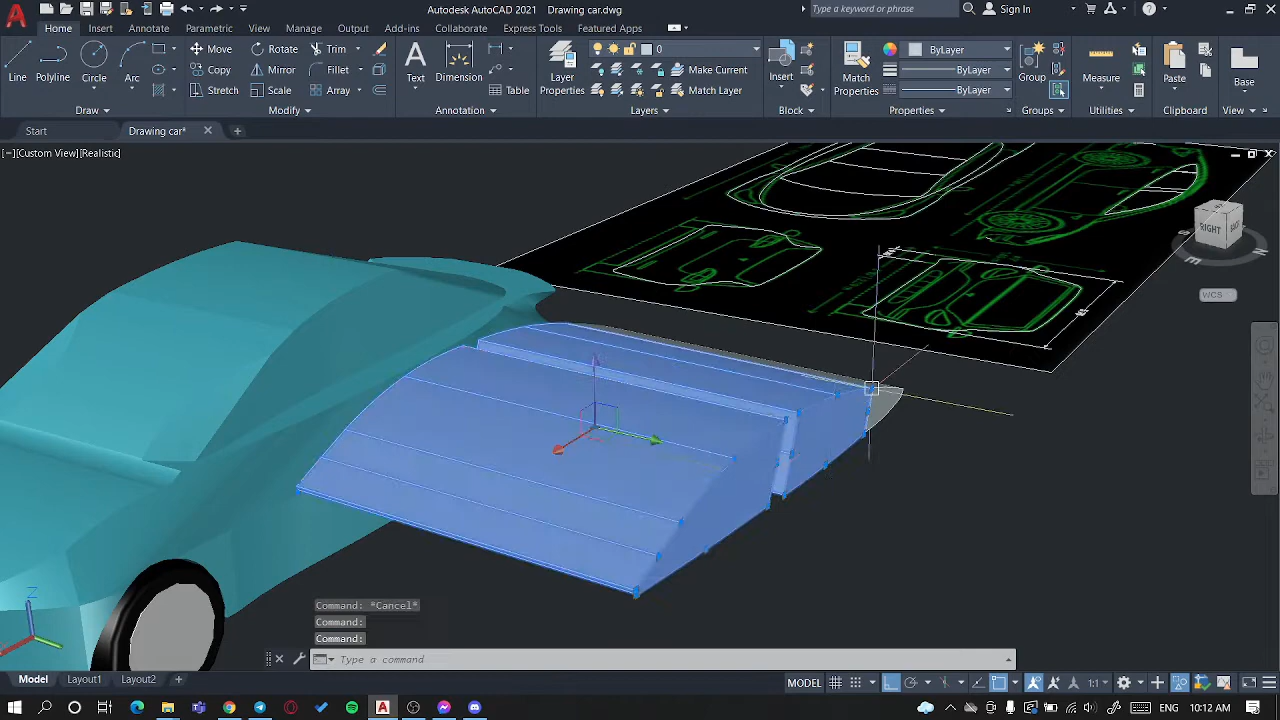 Autodesk AutoCAD 2021 Drawing car.dwg
Type a keyword or phrase
Sign In
Home Insert Annotate Parametric View Manage Output Add-ins Collaborate Express Tools Featured Apps
Line Polyline Circle Arc
Move Rotate Trim
Copy Mirror Fillet
Stretch Scale Array
Text Dimension Table
Layer Properties
0
Make Current
Match Layer
Insert
Match Properties
ByLayer
ByLayer
ByLayer
Group
Measure
Paste
Base
Draw Modify Annotation Layers Block Properties Groups Utilities Clipboard View
Start Drawing car*
[−][Custom View][Realistic]
RIGHT
E
N
WCS
Z
Command: *Cancel*
Command:
Command:
Type a command
Model Layout1 Layout2
MODEL
1:1
ENG 10:12 AM